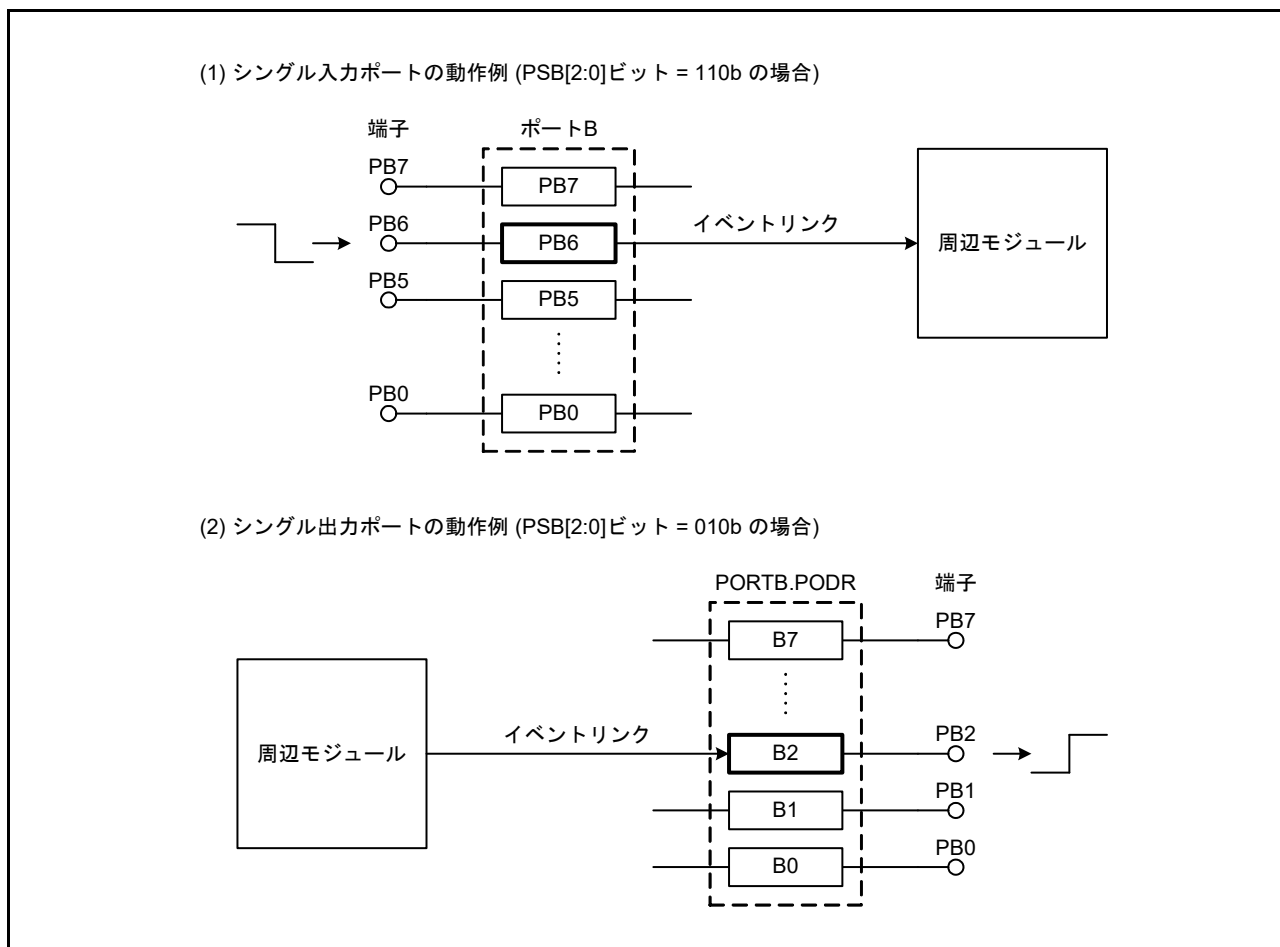 (1) シングル入力ポートの動作例 (PSB[2:0]ビット = 110b の場合)
端子
ポートB
PB7
PB7
PB6
PB6
イベントリンク
周辺モジュール
PB5
PB5
PB0
PB0
(2) シングル出力ポートの動作例 (PSB[2:0]ビット = 010b の場合)
PORTB.PODR
端子
B7
PB7
周辺モジュール
イベントリンク
B2
PB2
B1
PB1
B0
PB0